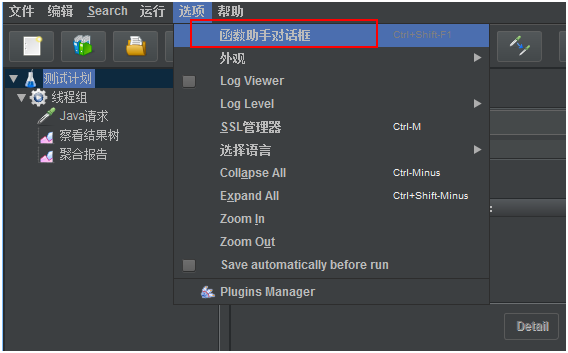 文件 编辑 Search 运行 选项 帮助
函数助手对话框 Ctrl+Shift-F1
外观
Log Viewer
Log Level
SSL管理器 Ctrl-M
选择语言
Collapse All Ctrl-Minus
Expand All Ctrl+Shift-Minus
Zoom In
Zoom Out
Save automatically before run
Plugins Manager
测试计划
线程组
Java请求
察看结果树
聚合报告
Detail